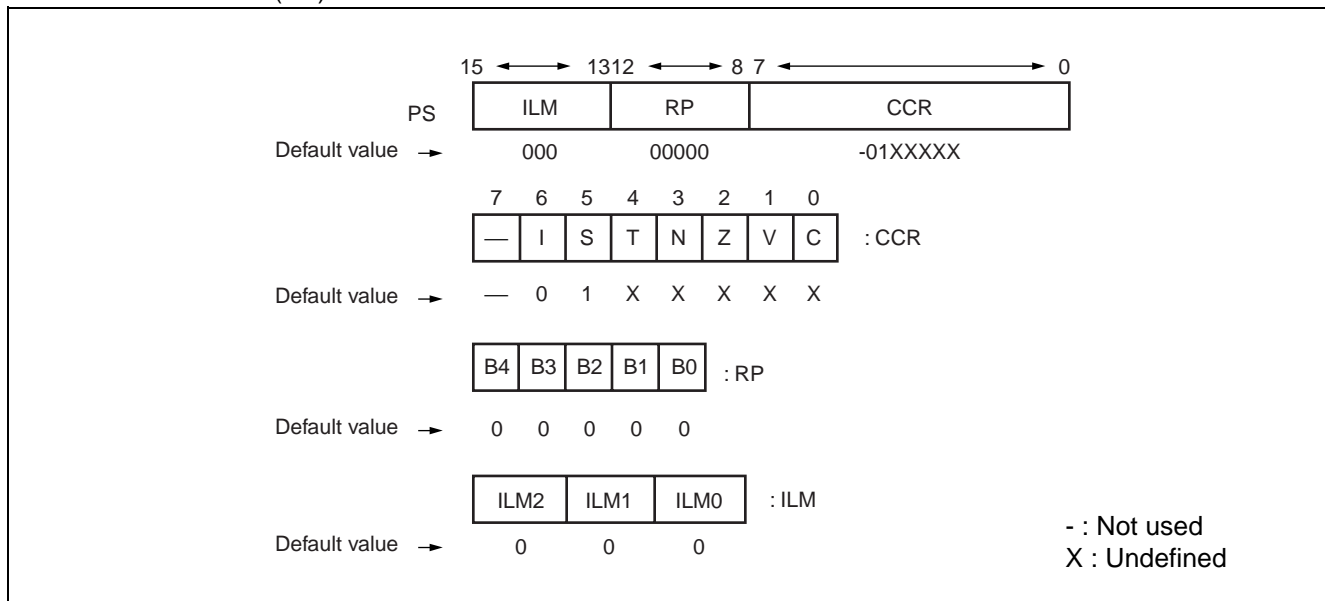 15 1312 8 7 0
PS ILM RP CCR
Default value 000 00000 -01XXXXX
7 6 5 4 3 2 1 0
— I S T N Z V C : CCR
Default value — 0 1 X X X X X
B4 B3 B2 B1 B0 : RP
Default value 0 0 0 0 0
ILM2 ILM1 ILM0 : ILM
Default value 0 0 0
- : Not used
X : Undefined